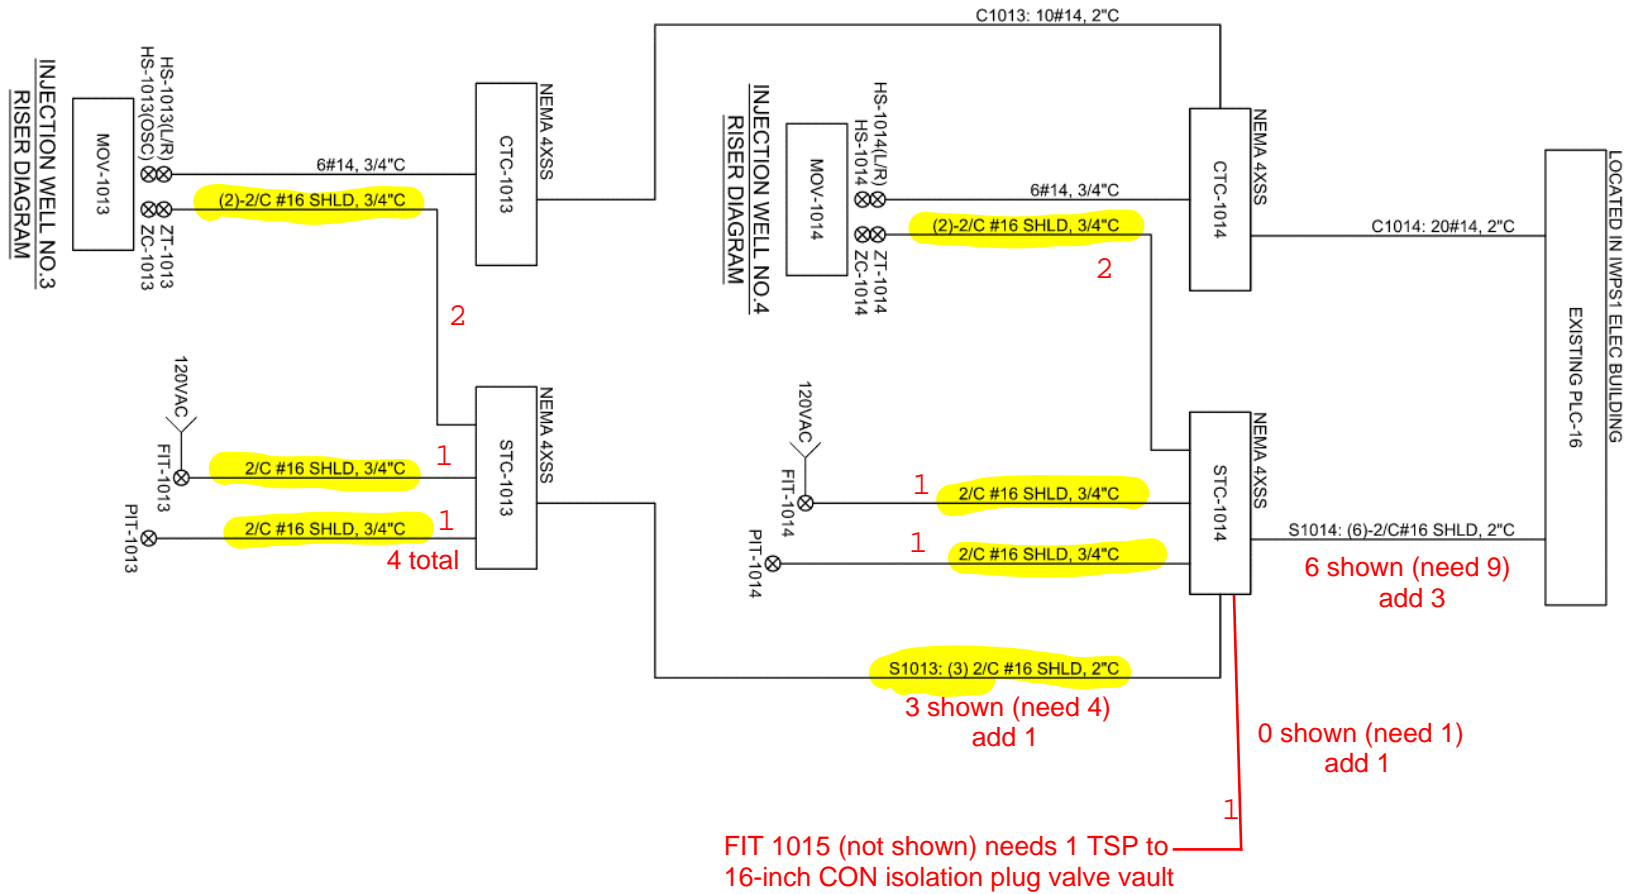 C1013: 10#14, 2"C
INJECTION WELL NO.3
RISER DIAGRAM
MOV-1013
HS-1013(L/R)
HS-1013(OSC)
ZT-1013
ZC-1013
6#14, 3/4"C
(2)-2/C #16 SHLD, 3/4"C
2
NEMA 4XSS
CTC-1013
120VAC
FIT-1013
PIT-1013
2/C #16 SHLD, 3/4"C
1
2/C #16 SHLD, 3/4"C
1
4 total
NEMA 4XSS
STC-1013
INJECTION WELL NO.4
RISER DIAGRAM
MOV-1014
HS-1014(L/R)
HS-1014
ZT-1014
ZC-1014
6#14, 3/4"C
(2)-2/C #16 SHLD, 3/4"C
2
NEMA 4XSS
CTC-1014
120VAC
FIT-1014
PIT-1014
1
2/C #16 SHLD, 3/4"C
1
2/C #16 SHLD, 3/4"C
NEMA 4XSS
STC-1014
C1014: 20#14, 2"C
LOCATED IN IWPS1 ELEC BUILDING
EXISTING PLC-16
S1014: (6)-2/C#16 SHLD, 2"C
6 shown (need 9)
add 3
S1013: (3) 2/C #16 SHLD, 2"C
3 shown (need 4)
add 1
0 shown (need 1)
add 1
1
FIT 1015 (not shown) needs 1 TSP to
16-inch CON isolation plug valve vault